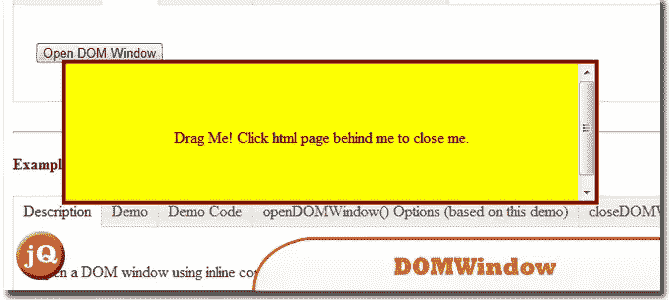 Open DOM Window
Drag Me! Click html page behind me to close me.
Exampl
Description Demo Demo Code openDOMWindow() Options (based on this demo) closeDOMW
jQ
en a DOM window using inline co
DOMWindow